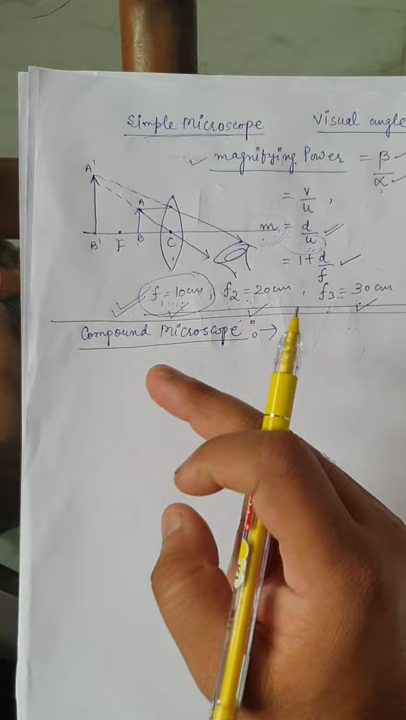 Simple Microscope Visual angle
✓ magnifying Power = β/α ✓
= v/u ,
m = d/u
= 1 + d/f ✓
A'
A
B' F B C
f₁ = 10cm , f₂ = 20cm , f₃ = 30cm
Compound Microscope : →